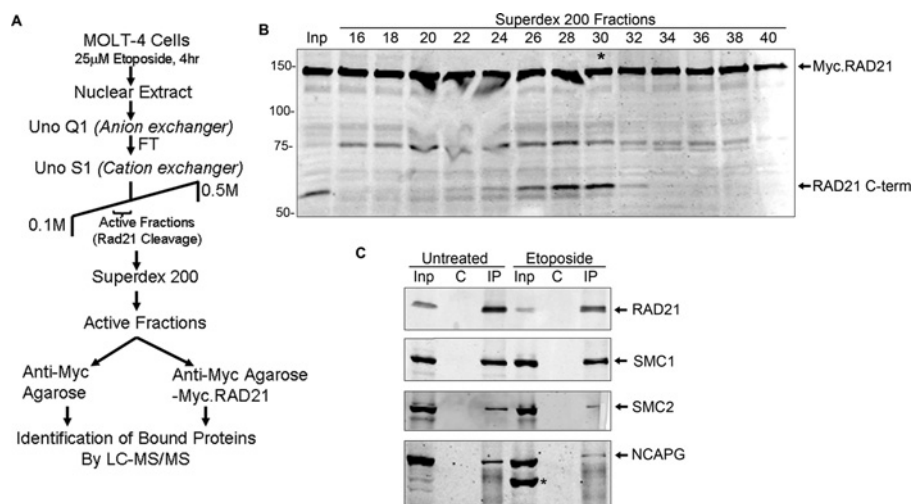 A
MOLT-4 Cells
25μM Etoposide, 4hr
Nuclear Extract
Uno Q1 (Anion exchanger)
FT
Uno S1 (Cation exchanger)
0.5M
0.1M
Active Fractions
(Rad21 Cleavage)
Superdex 200
Active Fractions
Anti-Myc
Agarose
Anti-Myc Agarose
-Myc.RAD21
Identification of Bound Proteins
By LC-MS/MS
B
Superdex 200 Fractions
Inp 16 18 20 22 24 26 28 30 32 34 36 38 40
*
150-
100-
75-
50-
Myc.RAD21
RAD21 C-term
C
Untreated Etoposide
Inp C IP Inp C IP
RAD21
SMC1
SMC2
NCAPG
*